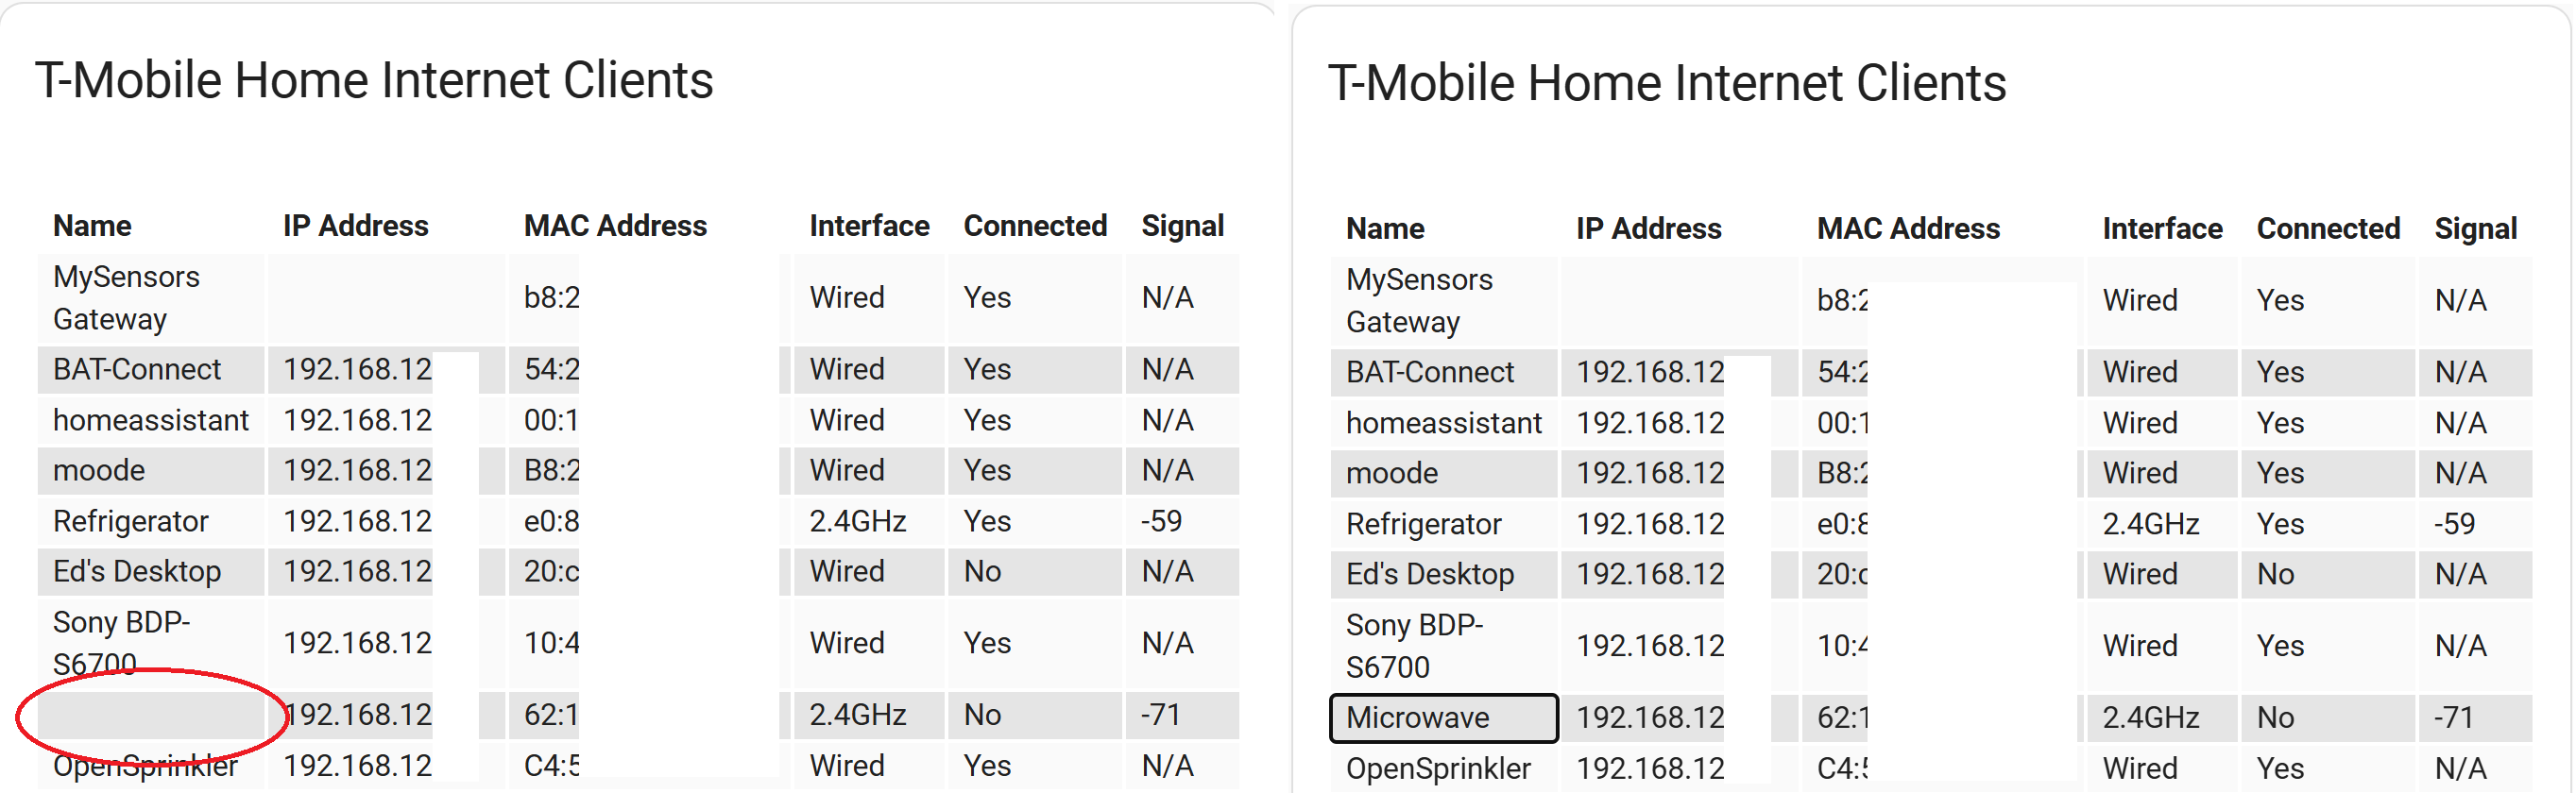 T-Mobile Home Internet Clients
Name IP Address MAC Address Interface Connected Signal
MySensors
Gateway b8:2 Wired Yes N/A
BAT-Connect 192.168.12 54:2 Wired Yes N/A
homeassistant 192.168.12 00:1 Wired Yes N/A
moode 192.168.12 B8:2 Wired Yes N/A
Refrigerator 192.168.12 e0:8 2.4GHz Yes -59
Ed's Desktop 192.168.12 20:c Wired No N/A
Sony BDP-
S6700 192.168.12 10:4 Wired Yes N/A
192.168.12 62:1 2.4GHz No -71
OpenSprinkler 192.168.12 C4:5 Wired Yes N/A
T-Mobile Home Internet Clients
Name IP Address MAC Address Interface Connected Signal
MySensors
Gateway b8:2 Wired Yes N/A
BAT-Connect 192.168.12 54:2 Wired Yes N/A
homeassistant 192.168.12 00:1 Wired Yes N/A
moode 192.168.12 B8:2 Wired Yes N/A
Refrigerator 192.168.12 e0:8 2.4GHz Yes -59
Ed's Desktop 192.168.12 20:c Wired No N/A
Sony BDP-
S6700 192.168.12 10:4 Wired Yes N/A
Microwave 192.168.12 62:1 2.4GHz No -71
OpenSprinkler 192.168.12 C4:5 Wired Yes N/A